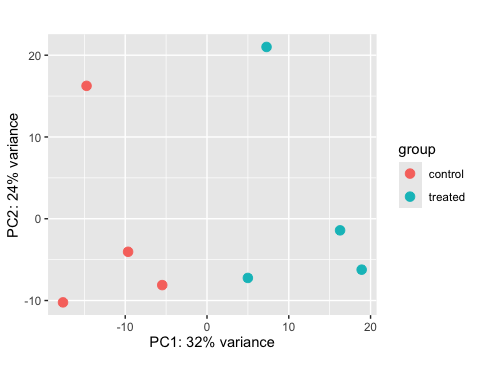 20
10
0
-10
PC2: 24% variance
-10
0
10
20
PC1: 32% variance
group
control
treated